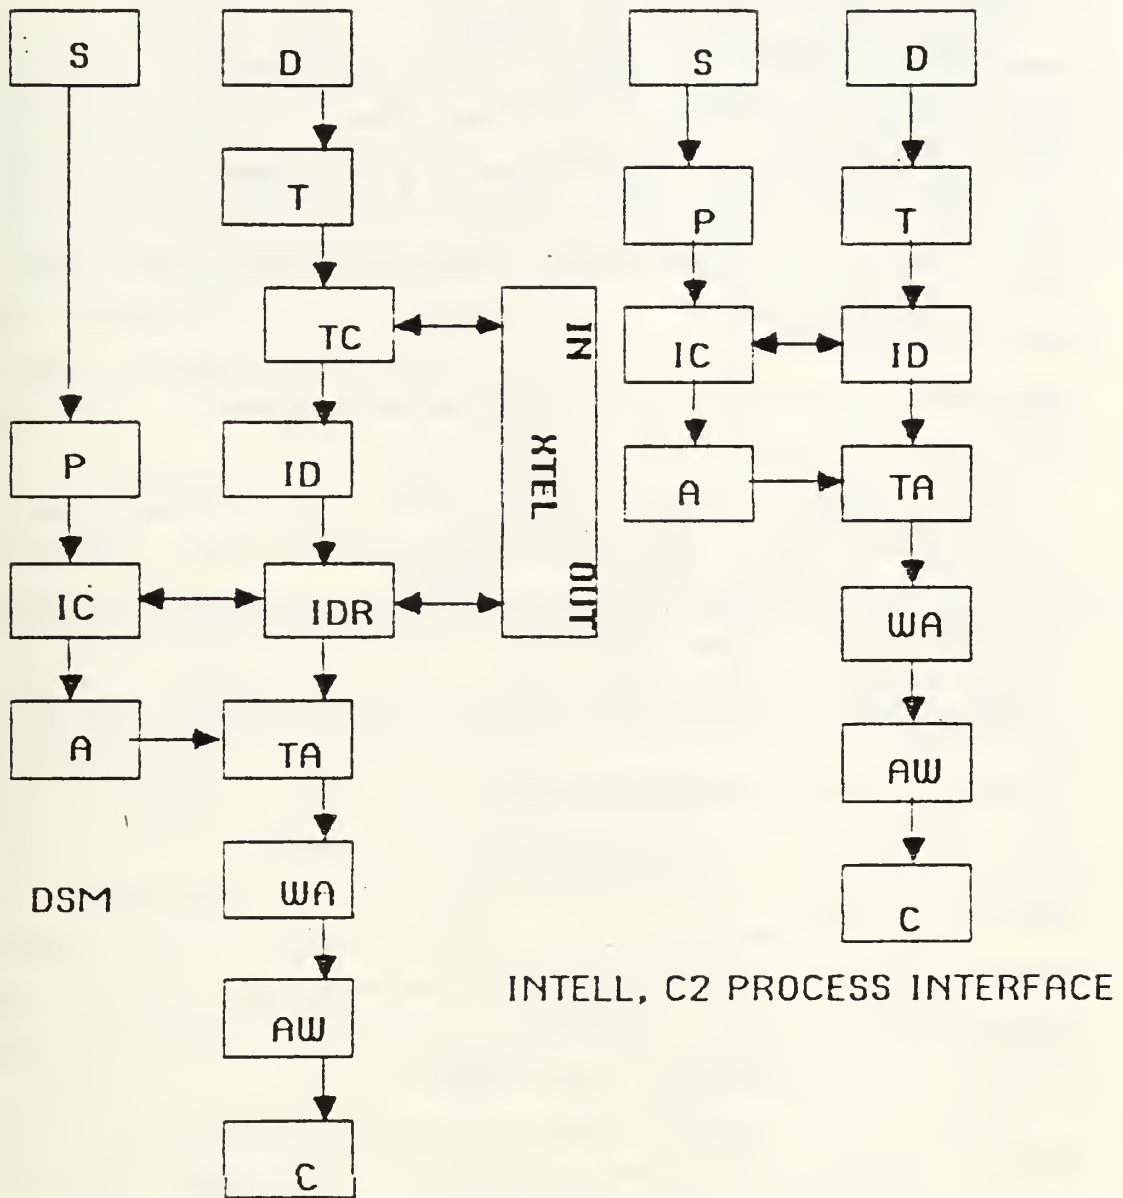 S
D
T
TC
IN
XTEL
OUT
P
ID
IC
IDR
A
TA
WA
DSM
AW
C
S
D
P
T
IC
ID
A
TA
WA
AW
C
INTELL, C2 PROCESS INTERFACE